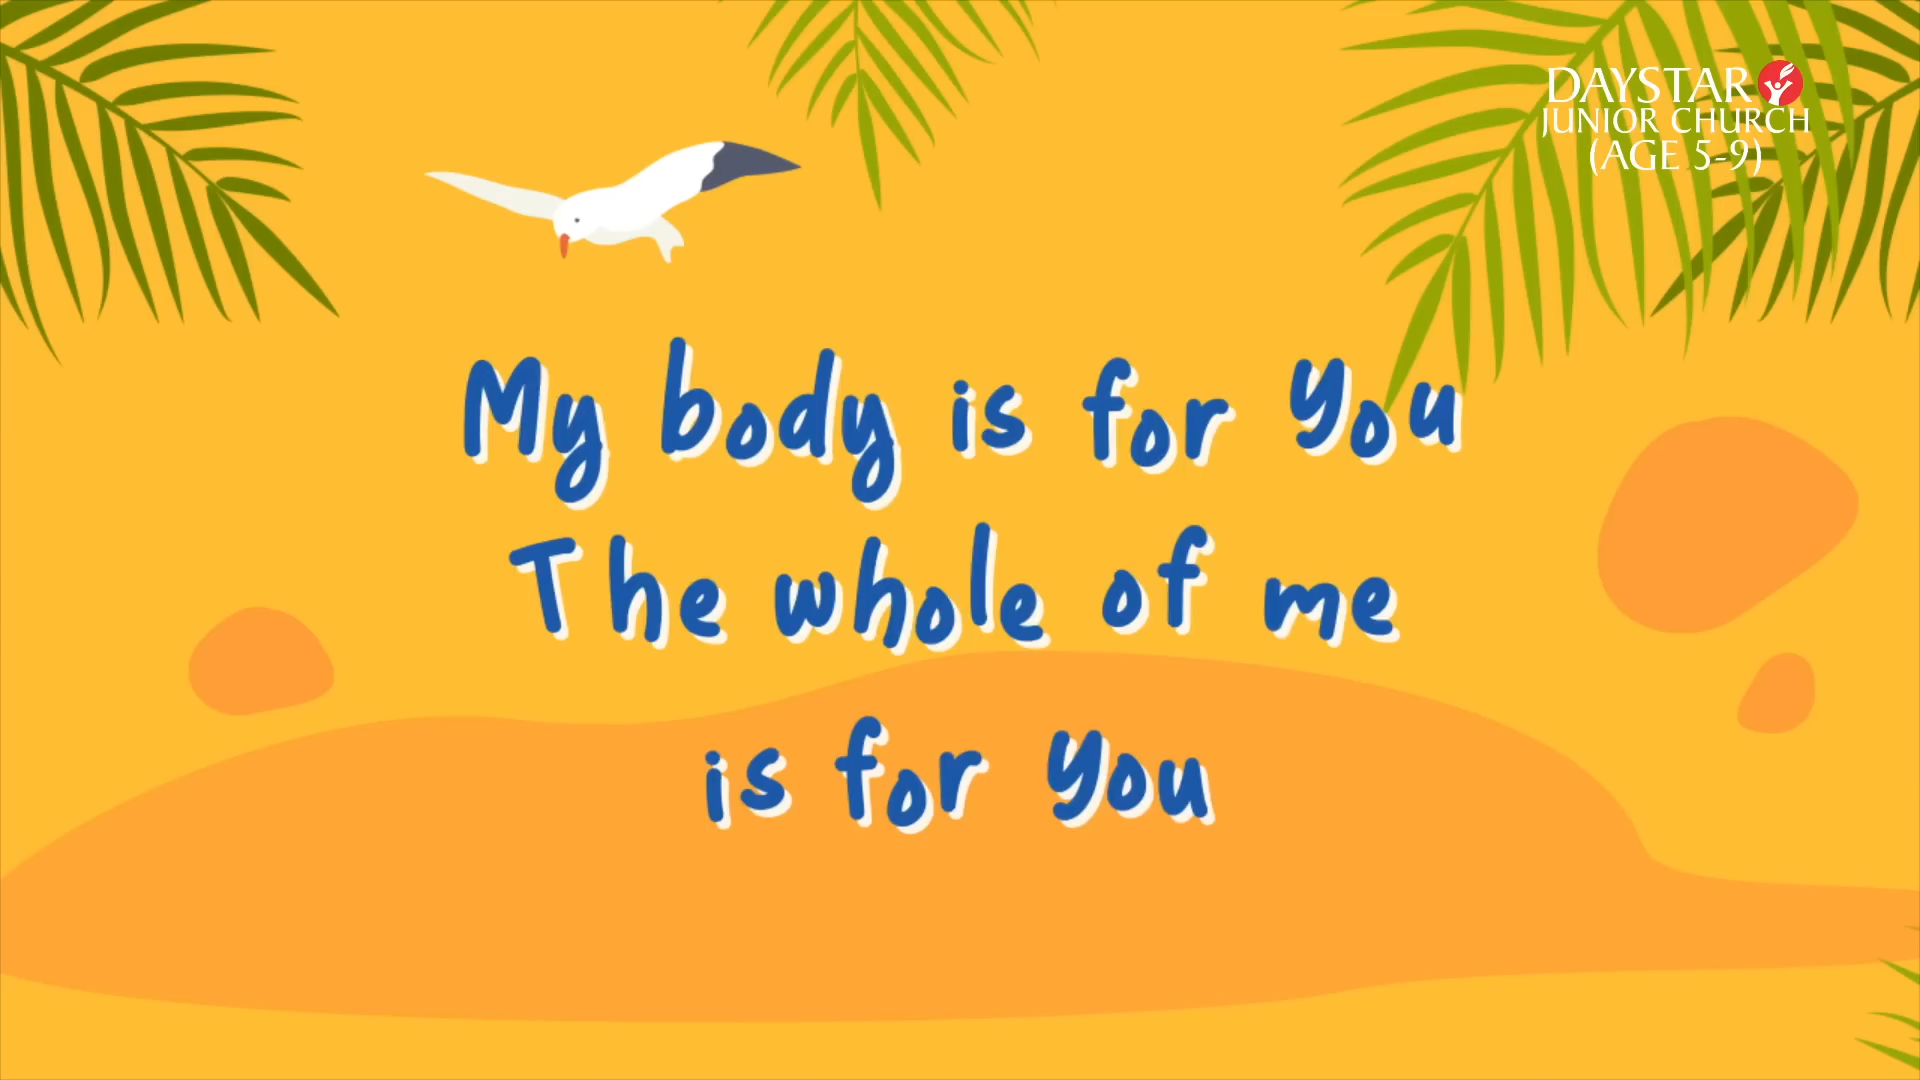 DAYSTAR
JUNIOR CHURCH
(AGE 5-9)
My body is for You
The whole of me
is for You